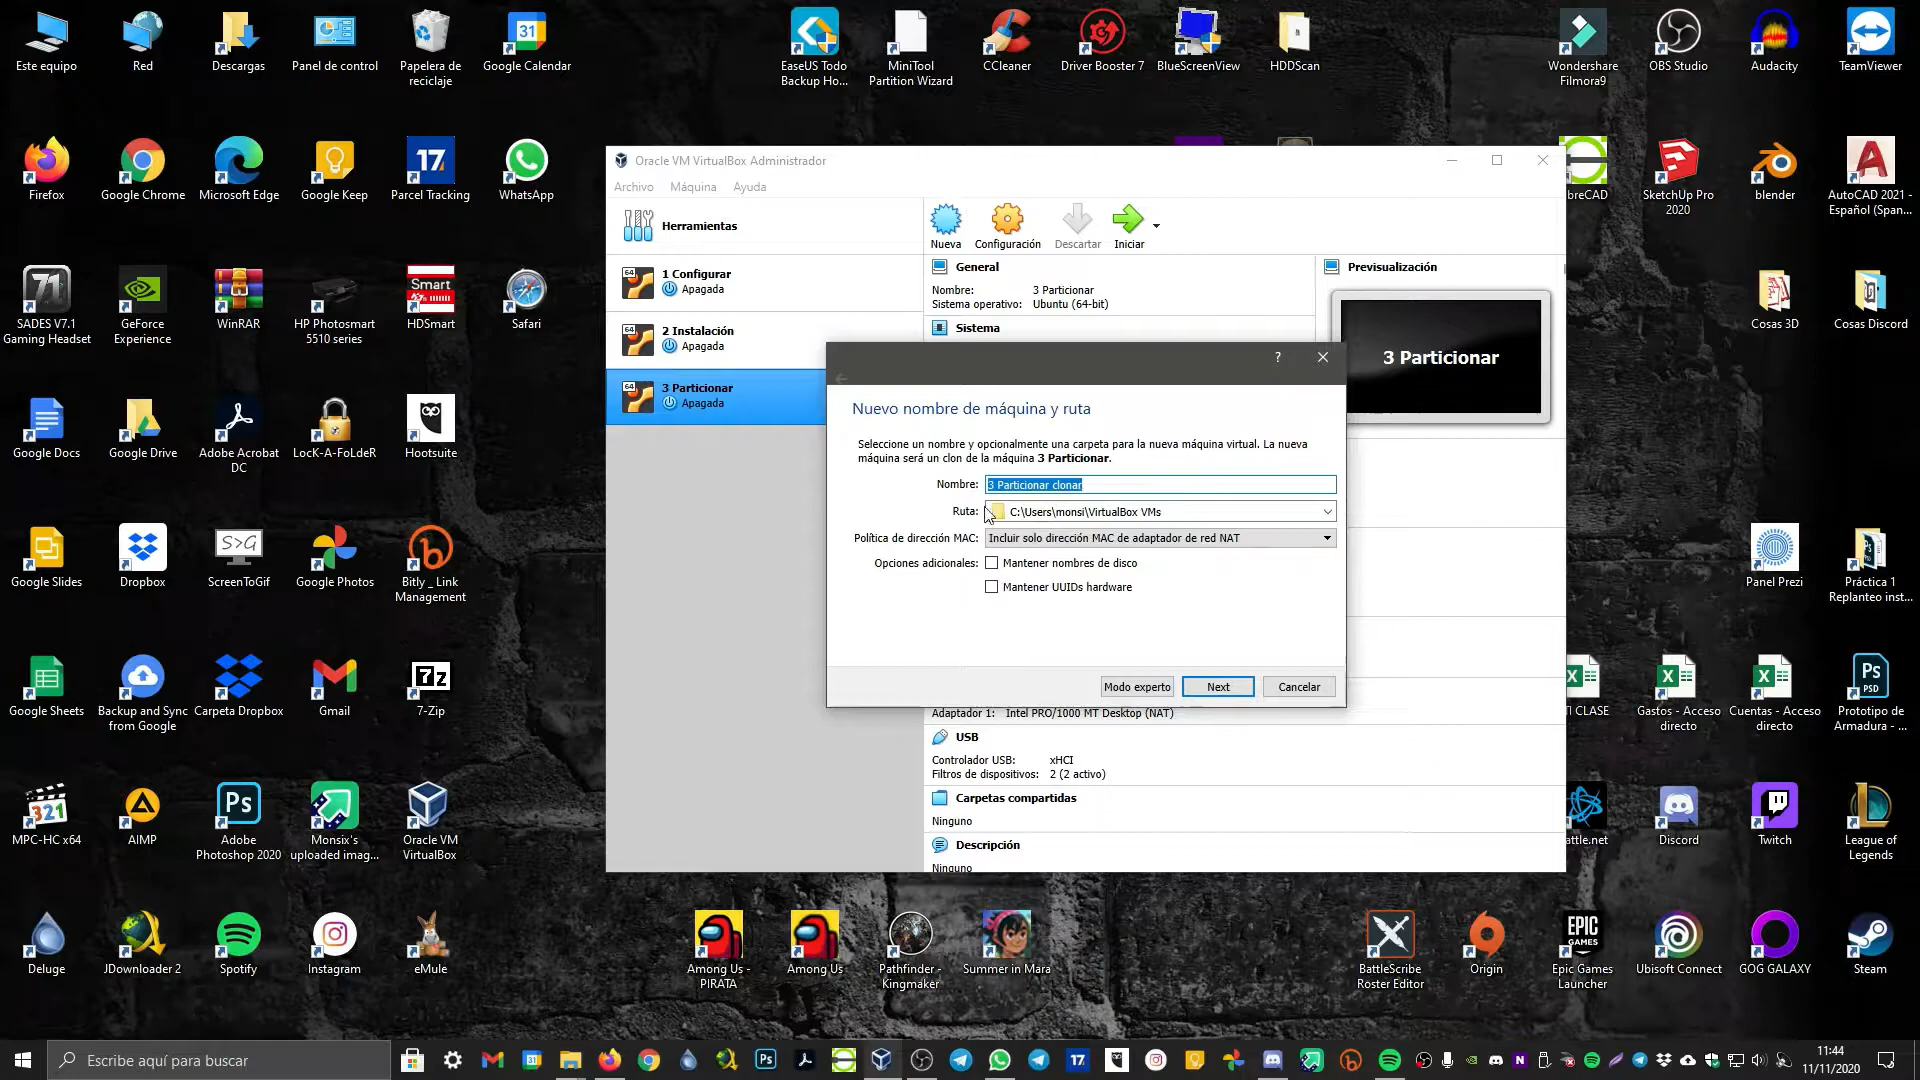 Este equipo
Red
Descargas
Panel de control
Papelera de
reciclaje
Google Calendar
EaseUS Todo
Backup Ho...
MiniTool
Partition Wizard
CCleaner
Driver Booster 7
BlueScreenView
HDDScan
Wondershare
Filmora9
OBS Studio
Audacity
TeamViewer
Firefox
Google Chrome
Microsoft Edge
Google Keep
Parcel Tracking
WhatsApp
breCAD
SketchUp Pro
2020
blender
AutoCAD 2021 -
Español (Span...
SADES V7.1
Gaming Headset
GeForce
Experience
WinRAR
HP Photosmart
5510 series
HDSmart
Safari
Cosas 3D
Cosas Discord
Google Docs
Google Drive
Adobe Acrobat
DC
LocK-A-FoLdeR
Hootsuite
Google Slides
Dropbox
ScreenToGif
Google Photos
Bitly _ Link
Management
Panel Prezi
Práctica 1
Replanteo inst...
Google Sheets
Backup and Sync
from Google
Carpeta Dropbox
Gmail
7-Zip
TI CLASE
Gastos - Acceso
directo
Cuentas - Acceso
directo
Prototipo de
Armadura - ...
MPC-HC x64
AIMP
Adobe
Photoshop 2020
Monsix's
uploaded imag...
Oracle VM
VirtualBox
attle.net
Discord
Twitch
League of
Legends
Deluge
JDownloader 2
Spotify
Instagram
eMule
Among Us -
PIRATA
Among Us
Pathfinder -
Kingmaker
Summer in Mara
BattleScribe
Roster Editor
Origin
Epic Games
Launcher
Ubisoft Connect
GOG GALAXY
Steam
Oracle VM VirtualBox Administrador
Archivo Máquina Ayuda
Herramientas
Nueva Configuración Descartar Iniciar
1 Configurar
Apagada
2 Instalación
Apagada
3 Particionar
Apagada
General
Nombre: 3 Particionar
Sistema operativo: Ubuntu (64-bit)
Sistema
Previsualización
3 Particionar
Nuevo nombre de máquina y ruta
Seleccione un nombre y opcionalmente una carpeta para la nueva máquina virtual. La nueva
máquina será un clon de la máquina 3 Particionar.
Nombre: 3 Particionar clonar
Ruta: C:\Users\monsi\VirtualBox VMs
Política de dirección MAC: Incluir solo dirección MAC de adaptador de red NAT
Opciones adicionales: Mantener nombres de disco
Mantener UUIDs hardware
Modo experto Next Cancelar
Adaptador 1: Intel PRO/1000 MT Desktop (NAT)
USB
Controlador USB: xHCI
Filtros de dispositivos: 2 (2 activo)
Carpetas compartidas
Ninguno
Descripción
Ninguno
Escribe aquí para buscar
11:44
11/11/2020